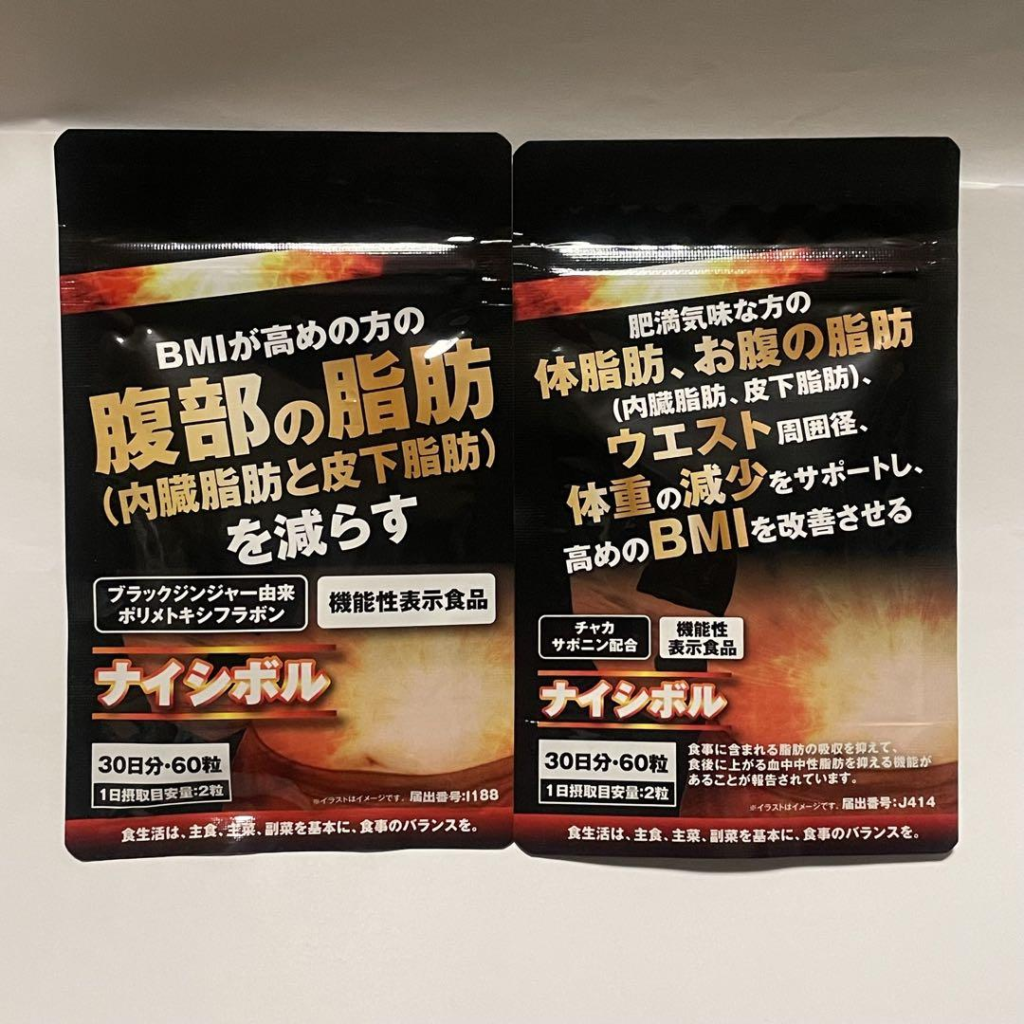 BMIが高めの方の
腹部の脂肪
(内臓脂肪と皮下脂肪)
を減らす
ブラックジンジャー由来
ポリメトキシフラボン
機能性表示食品
ナイシボル
30日分・60粒
1日摂取目安量:2粒
※イラストはイメージです。 届出番号:I188
食生活は、主食、主菜、副菜を基本に、食事のバランスを。
肥満気味な方の
体脂肪、お腹の脂肪
(内臓脂肪、皮下脂肪)、
ウエスト周囲径、
体重の減少をサポートし、
高めのBMIを改善させる
チャカ
サポニン配合
機能性
表示食品
ナイシボル
30日分・60粒
1日摂取目安量:2粒
食事に含まれる脂肪の吸収を抑えて、
食後に上がる血中中性脂肪を抑える機能が
あることが報告されています。
※イラストはイメージです。 届出番号:J414
食生活は、主食、主菜、副菜を基本に、食事のバランスを。